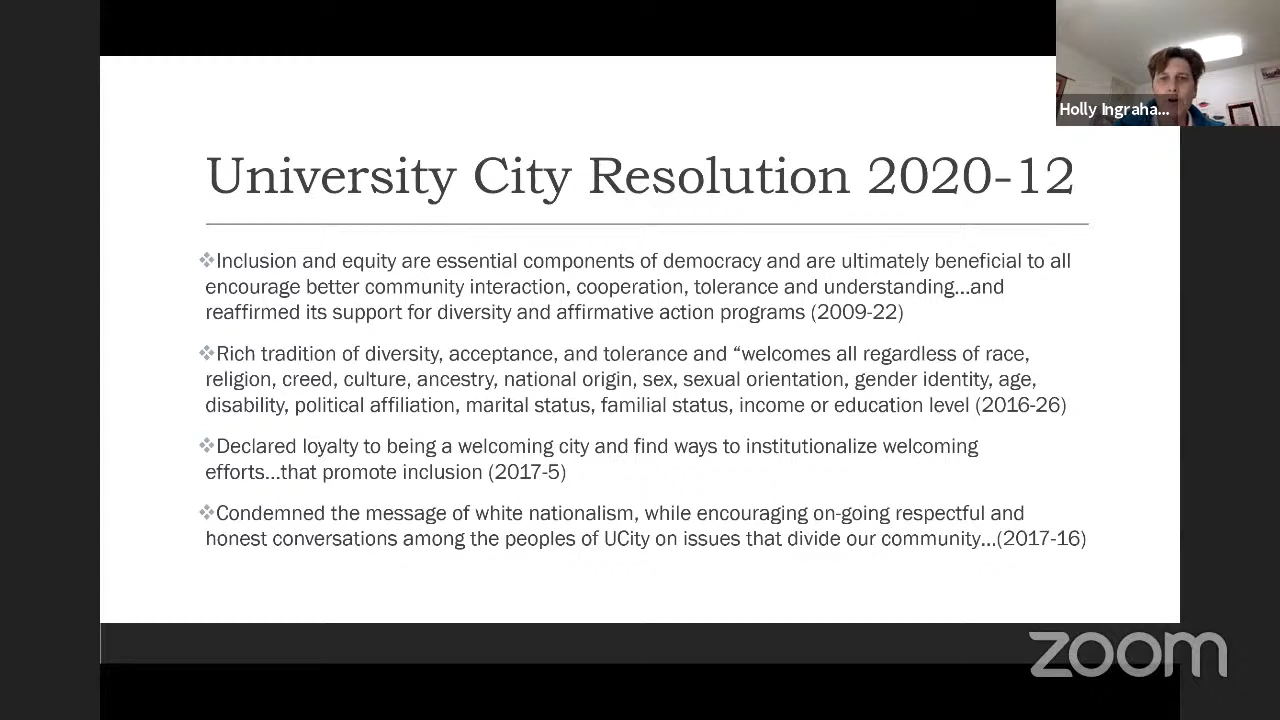 Holly Ingraha...
University City Resolution 2020-12
❖Inclusion and equity are essential components of democracy and are ultimately beneficial to all
encourage better community interaction, cooperation, tolerance and understanding...and
reaffirmed its support for diversity and affirmative action programs (2009-22)
❖Rich tradition of diversity, acceptance, and tolerance and “welcomes all regardless of race,
religion, creed, culture, ancestry, national origin, sex, sexual orientation, gender identity, age,
disability, political affiliation, marital status, familial status, income or education level (2016-26)
❖Declared loyalty to being a welcoming city and find ways to institutionalize welcoming
efforts...that promote inclusion (2017-5)
❖Condemned the message of white nationalism, while encouraging on-going respectful and
honest conversations among the peoples of UCity on issues that divide our community...(2017-16)
zoom